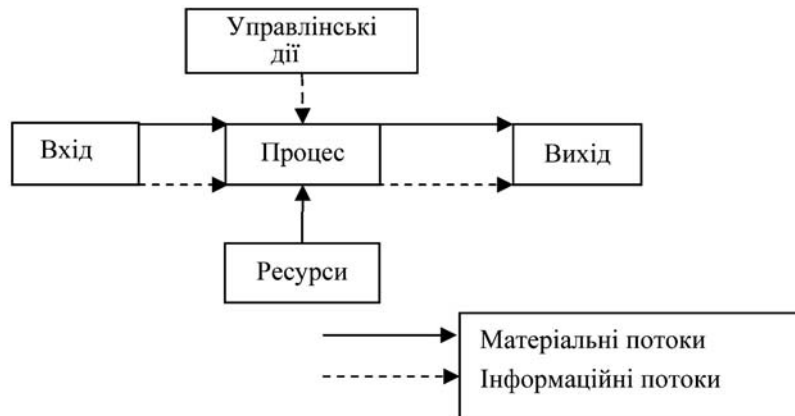 Управлінські
дії
Вхід
Процес
Вихід
Ресурси
Матеріальні потоки
Інформаційні потоки